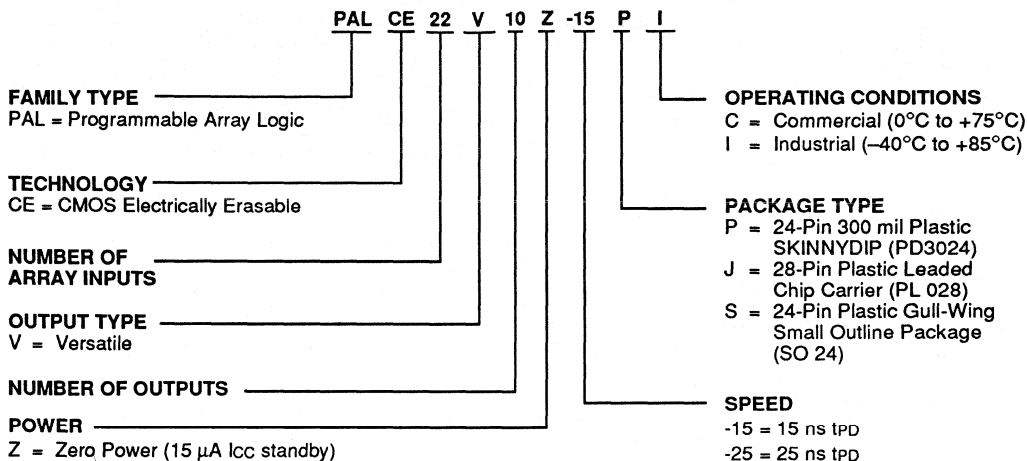 PAL CE 22 V 10 Z -15 P I
FAMILY TYPE
PAL = Programmable Array Logic
TECHNOLOGY
CE = CMOS Electrically Erasable
NUMBER OF
ARRAY INPUTS
OUTPUT TYPE
V = Versatile
NUMBER OF OUTPUTS
POWER
Z = Zero Power (15 µA ICC standby)
OPERATING CONDITIONS
C = Commercial (0°C to +75°C)
I = Industrial (–40°C to +85°C)
PACKAGE TYPE
P = 24-Pin 300 mil Plastic
SKINNYDIP (PD3024)
J = 28-Pin Plastic Leaded
Chip Carrier (PL 028)
S = 24-Pin Plastic Gull-Wing
Small Outline Package
(SO 24)
SPEED
-15 = 15 ns tPD
-25 = 25 ns tPD